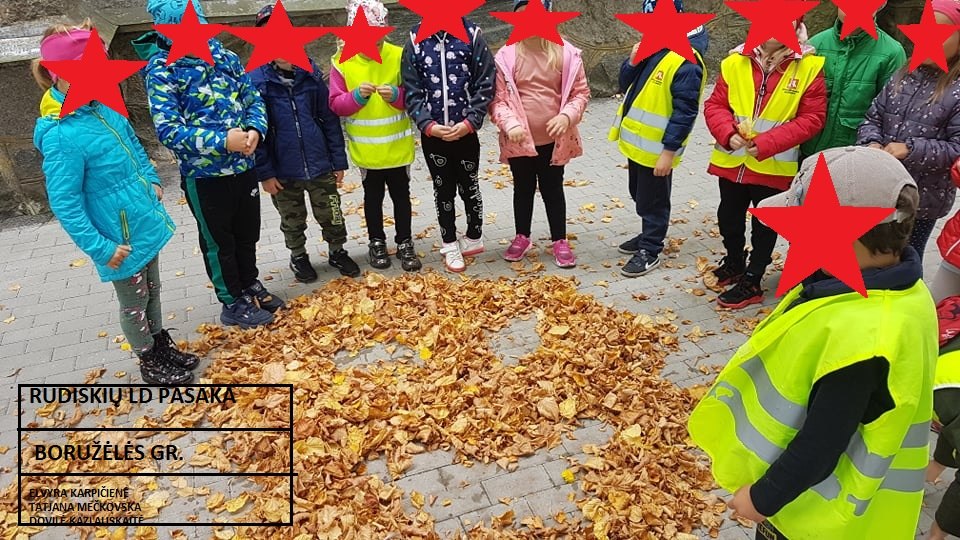 RUDIŠKIŲ LD PASAKA
BORUŽĖLĖS GR.
ELVYRA KARPIČIENĖ
TATJANA MEČKOVSKA
DOVILĖ KAZLAUSKAITĖ